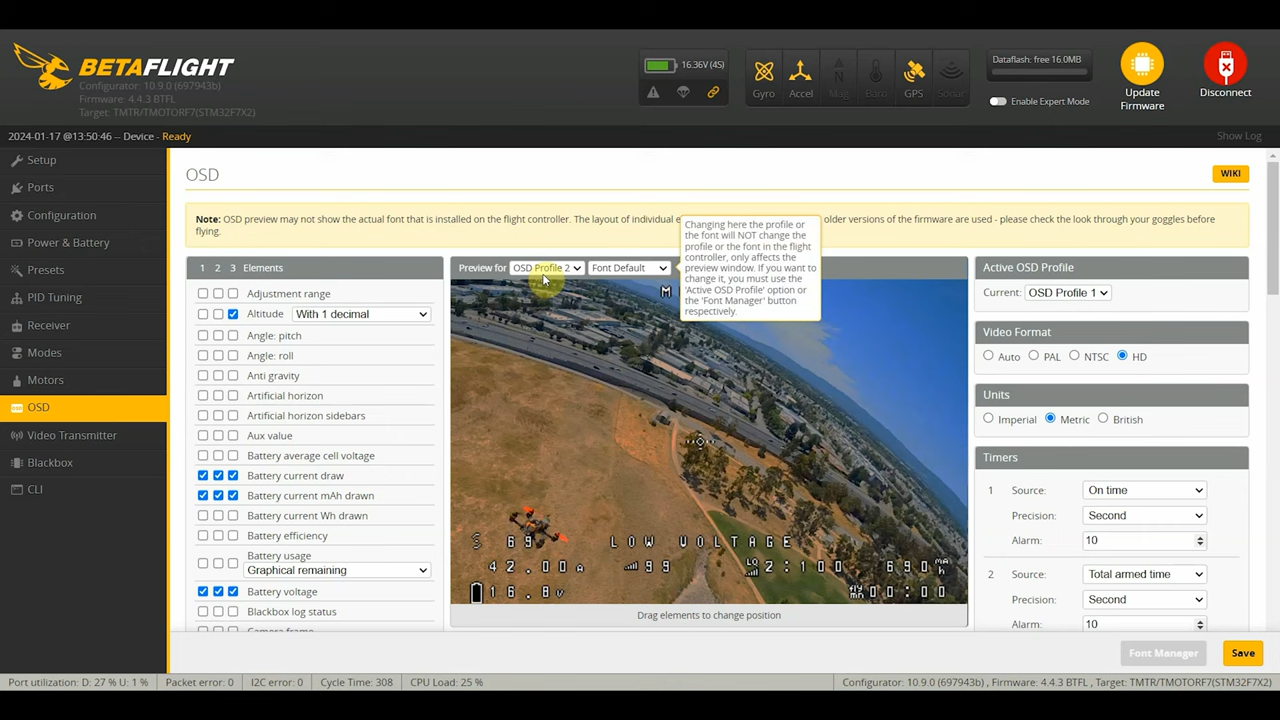 BETAFLIGHT
Configurator: 10.9.0 (697943b)
Firmware: 4.4.3 BTFL
Target: TMTR/TMOTORF7(STM32F7X2)
16.36V (4S)
Gyro
Accel
Mag
Baro
GPS
Sonar
Dataflash: free 16.0MB
Enable Expert Mode
Update
Firmware
Disconnect
2024-01-17 @13:50:46 -- Device - Ready
Show Log
Setup
Ports
Configuration
Power & Battery
Presets
PID Tuning
Receiver
Modes
Motors
OSD
Video Transmitter
Blackbox
CLI
OSD
WIKI
Note: OSD preview may not show the actual font that is installed on the flight controller. The layout of individual e
older versions of the firmware are used - please check the look through your goggles before
flying.
1 2 3 Elements
Adjustment range
Altitude With 1 decimal
Angle: pitch
Angle: roll
Anti gravity
Artificial horizon
Artificial horizon sidebars
Aux value
Battery average cell voltage
Battery current draw
Battery current mAh drawn
Battery current Wh drawn
Battery efficiency
Battery usage
Graphical remaining
Battery voltage
Blackbox log status
Camera frame
Preview for OSD Profile 2 Font Default
Changing here the profile or
the font will NOT change the
profile or the font in the flight
controller, only affects the
preview window. If you want to
change it, you must use the
'Active OSD Profile' option or
the 'Font Manager' button
respectively.
M
69 LOW VOLTAGE
42.00A 99 LQ 2:100 690 mAh
16.8V fly mn 00:00
Drag elements to change position
Active OSD Profile
Current: OSD Profile 1
Video Format
Auto PAL NTSC HD
Units
Imperial Metric British
Timers
1 Source: On time
Precision: Second
Alarm: 10
2 Source: Total armed time
Precision: Second
Alarm: 10
Font Manager
Save
Port utilization: D: 27 % U: 1 %
Packet error: 0
I2C error: 0
Cycle Time: 308
CPU Load: 25 %
Configurator: 10.9.0 (697943b) , Firmware: 4.4.3 BTFL , Target: TMTR/TMOTORF7(STM32F7X2)